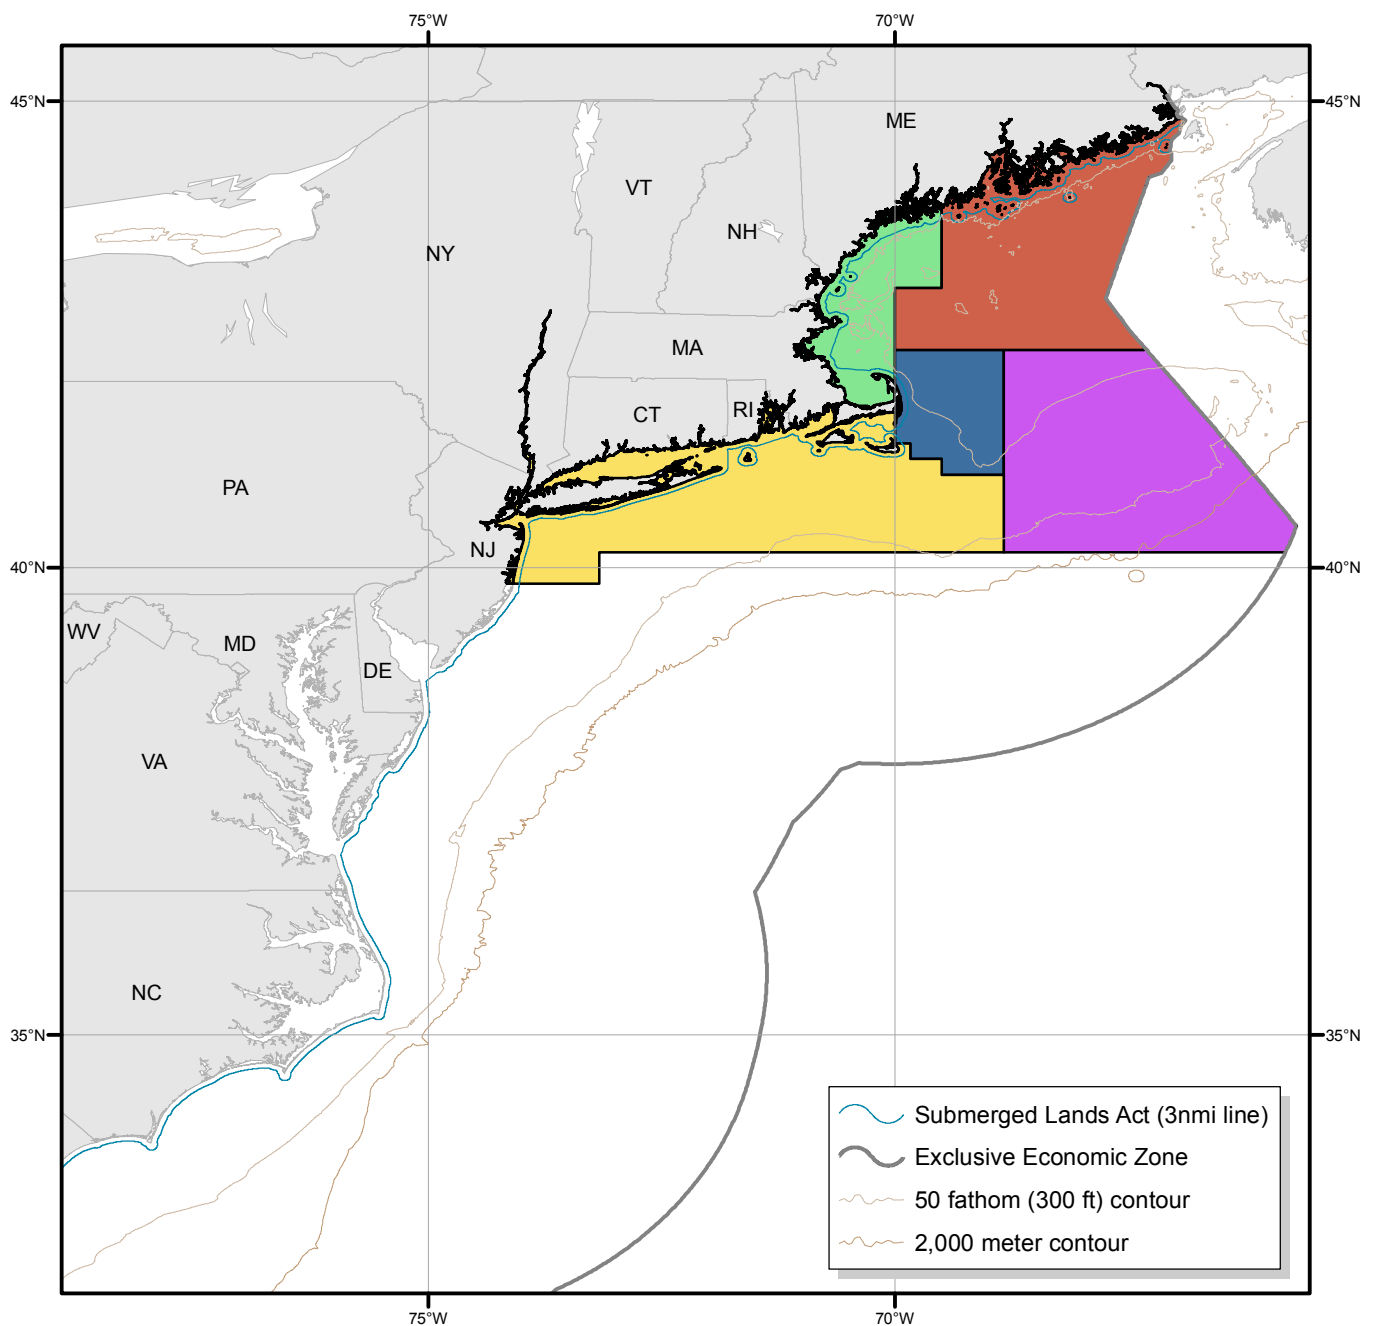 75°W 70°W
45°N 45°N
ME
VT
NH
NY
MA
RI
CT
PA
NJ
40°N 40°N
WV
MD
DE
VA
NC
35°N 35°N
Submerged Lands Act (3nmi line)
Exclusive Economic Zone
50 fathom (300 ft) contour
2,000 meter contour
75°W 70°W